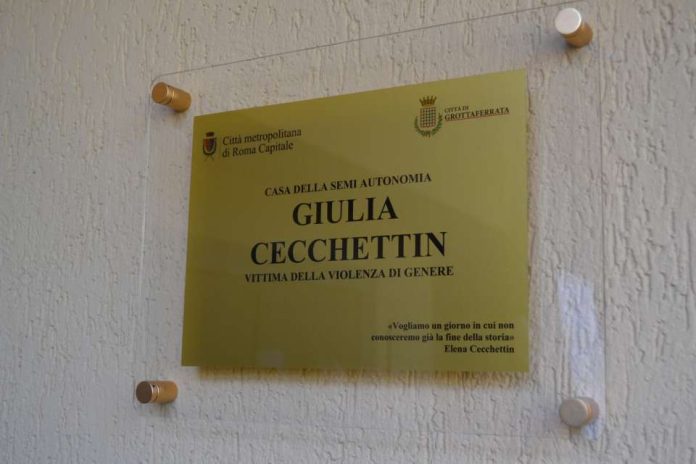 Città metropolitana
di Roma Capitale
CITTÀ DI
GROTTAFERRATA
CASA DELLA SEMI AUTONOMIA
GIULIA
CECCHETTIN
VITTIMA DELLA VIOLENZA DI GENERE
«Vogliamo un giorno in cui non
conosceremo già la fine della storia»
Elena Cecchettin